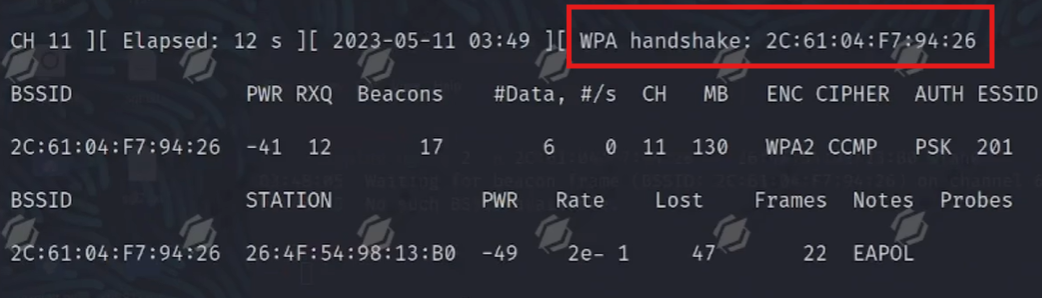 CH 11 ][ Elapsed: 12 s ][ 2023-05-11 03:49 ][ WPA handshake: 2C:61:04:F7:94:26
BSSID PWR RXQ Beacons #Data, #/s CH MB ENC CIPHER AUTH ESSID
2C:61:04:F7:94:26 -41 12 17 6 0 11 130 WPA2 CCMP PSK 201
BSSID STATION PWR Rate Lost Frames Notes Probes
2C:61:04:F7:94:26 26:4F:54:98:13:B0 -49 2e- 1 47 22 EAPOL